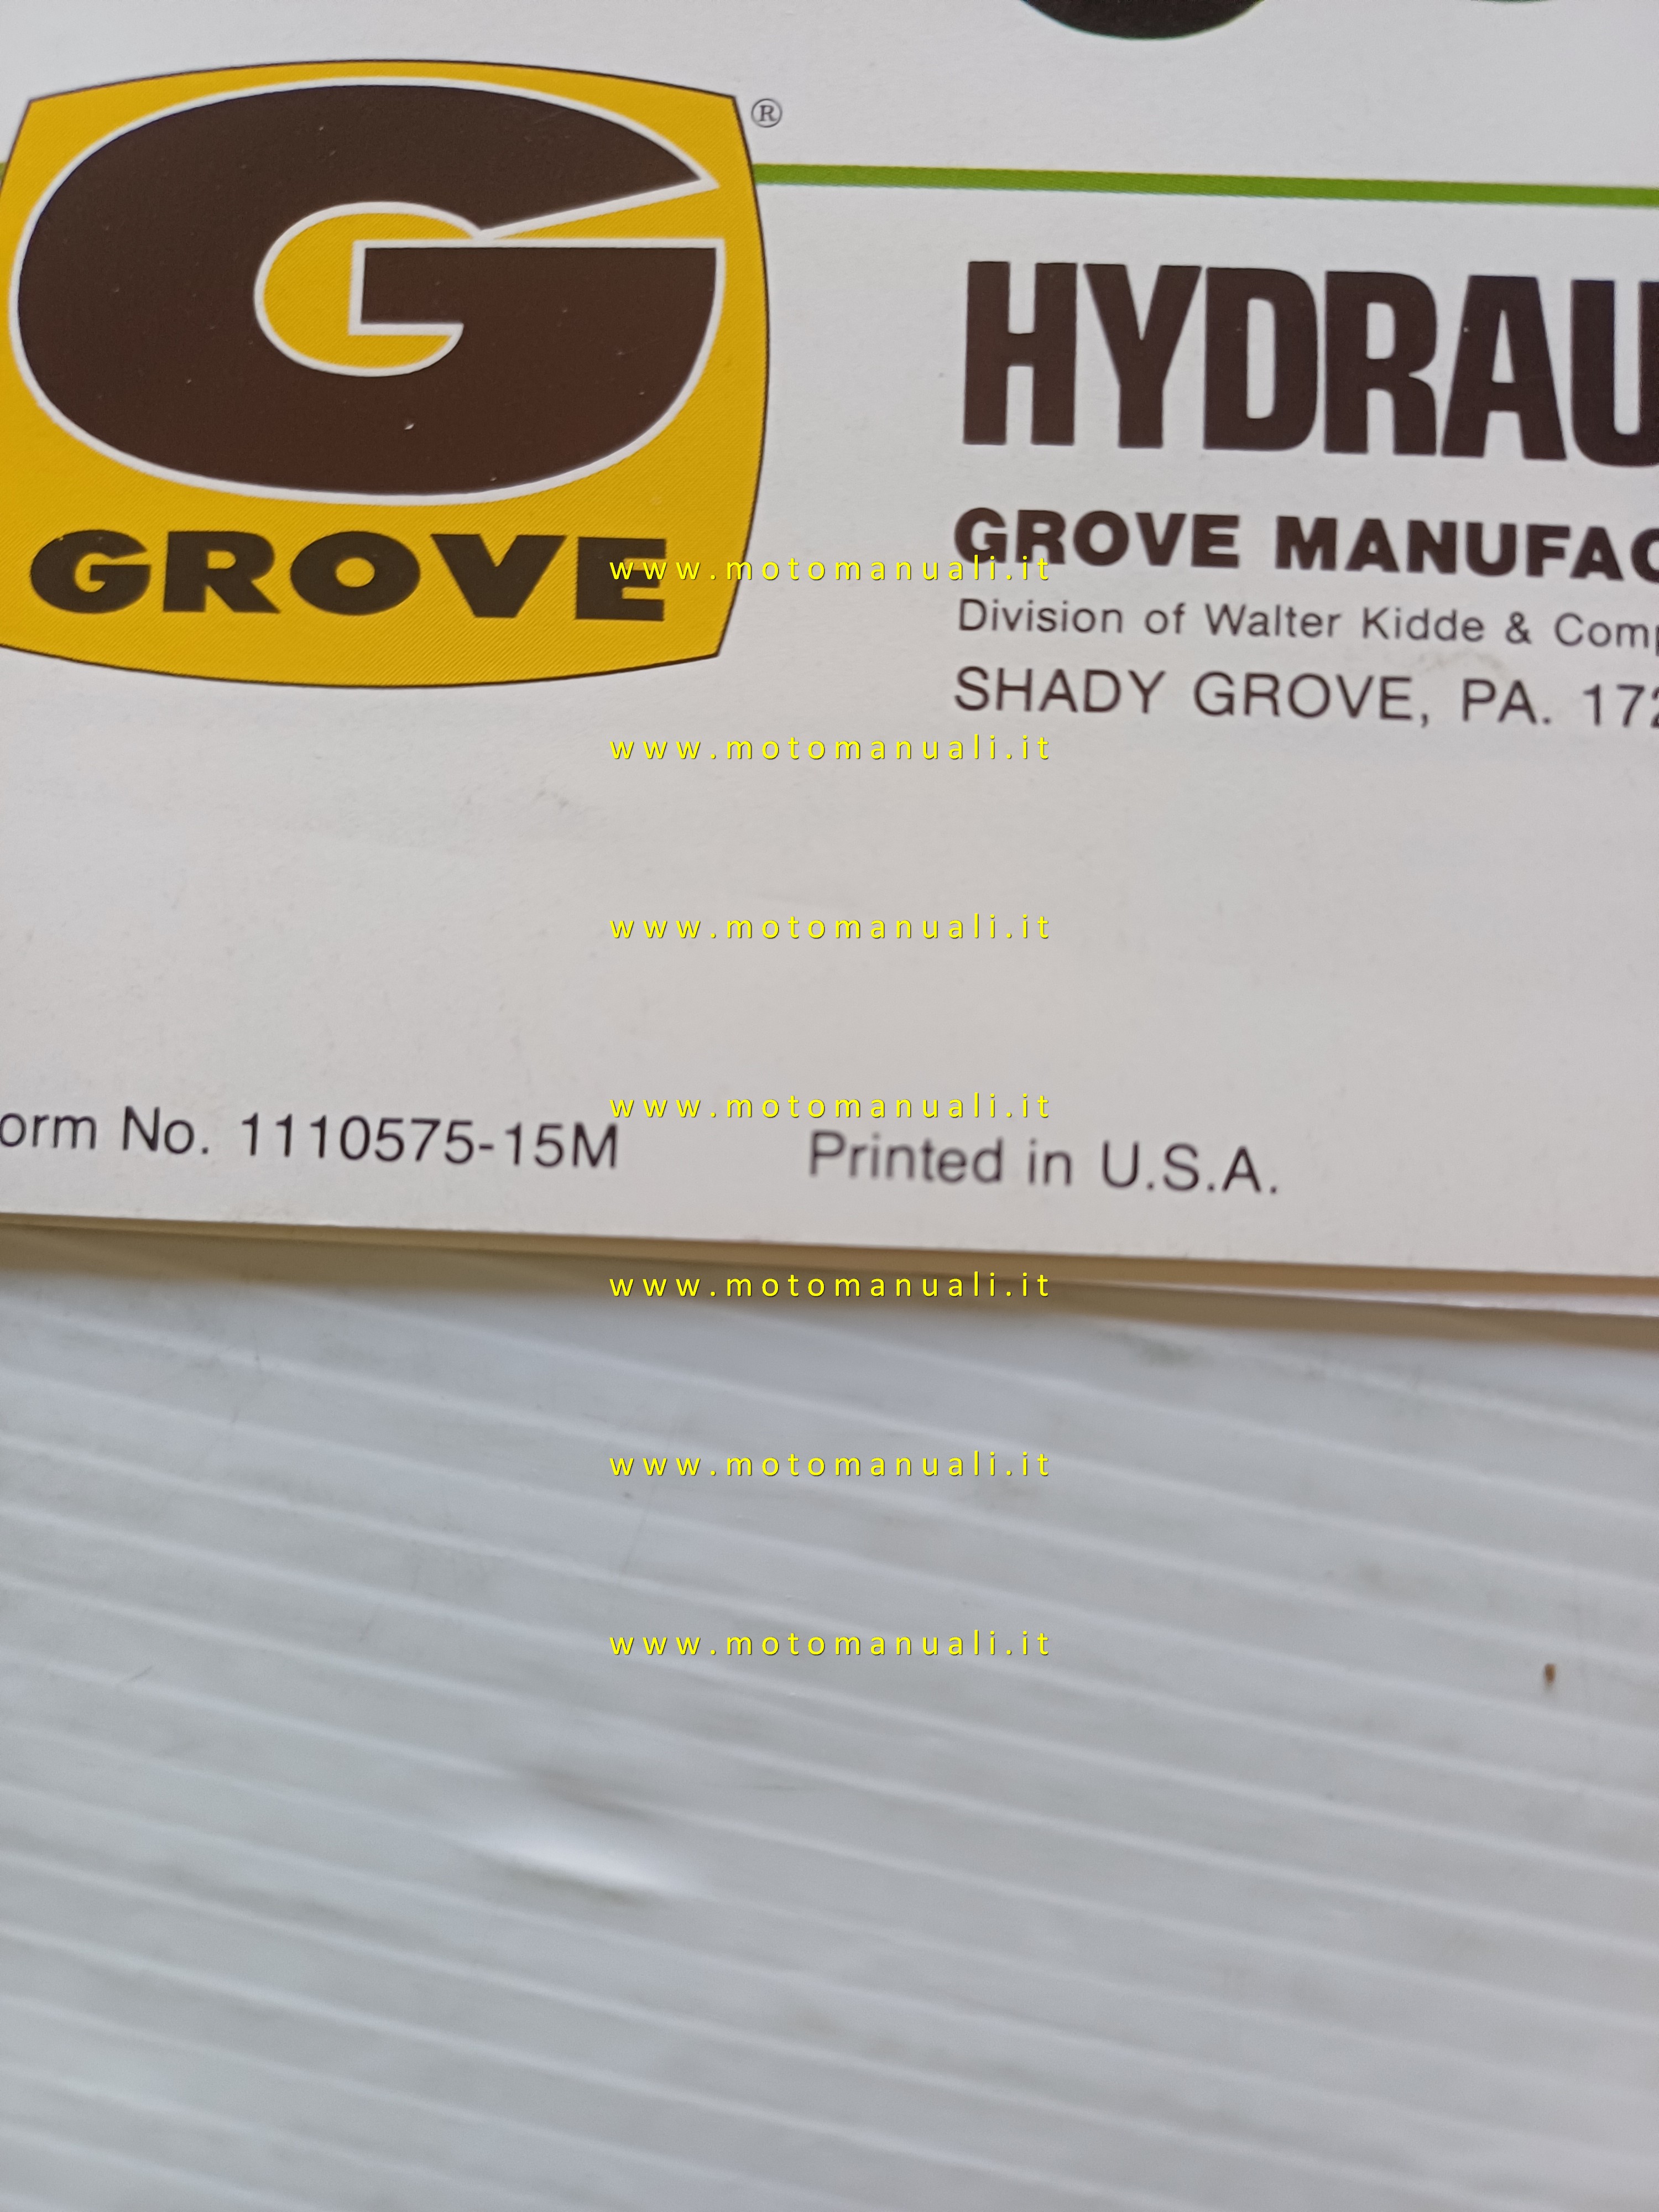 G
®
GROVE
HYDRAU
GROVE MANUFAC
Division of Walter Kidde & Comp
SHADY GROVE, PA. 172
www.motomanuali.it
www.motomanuali.it
www.motomanuali.it
www.motomanuali.it
orm No. 1110575-15M
Printed in U.S.A.
www.motomanuali.it
www.motomanuali.it
www.motomanuali.it